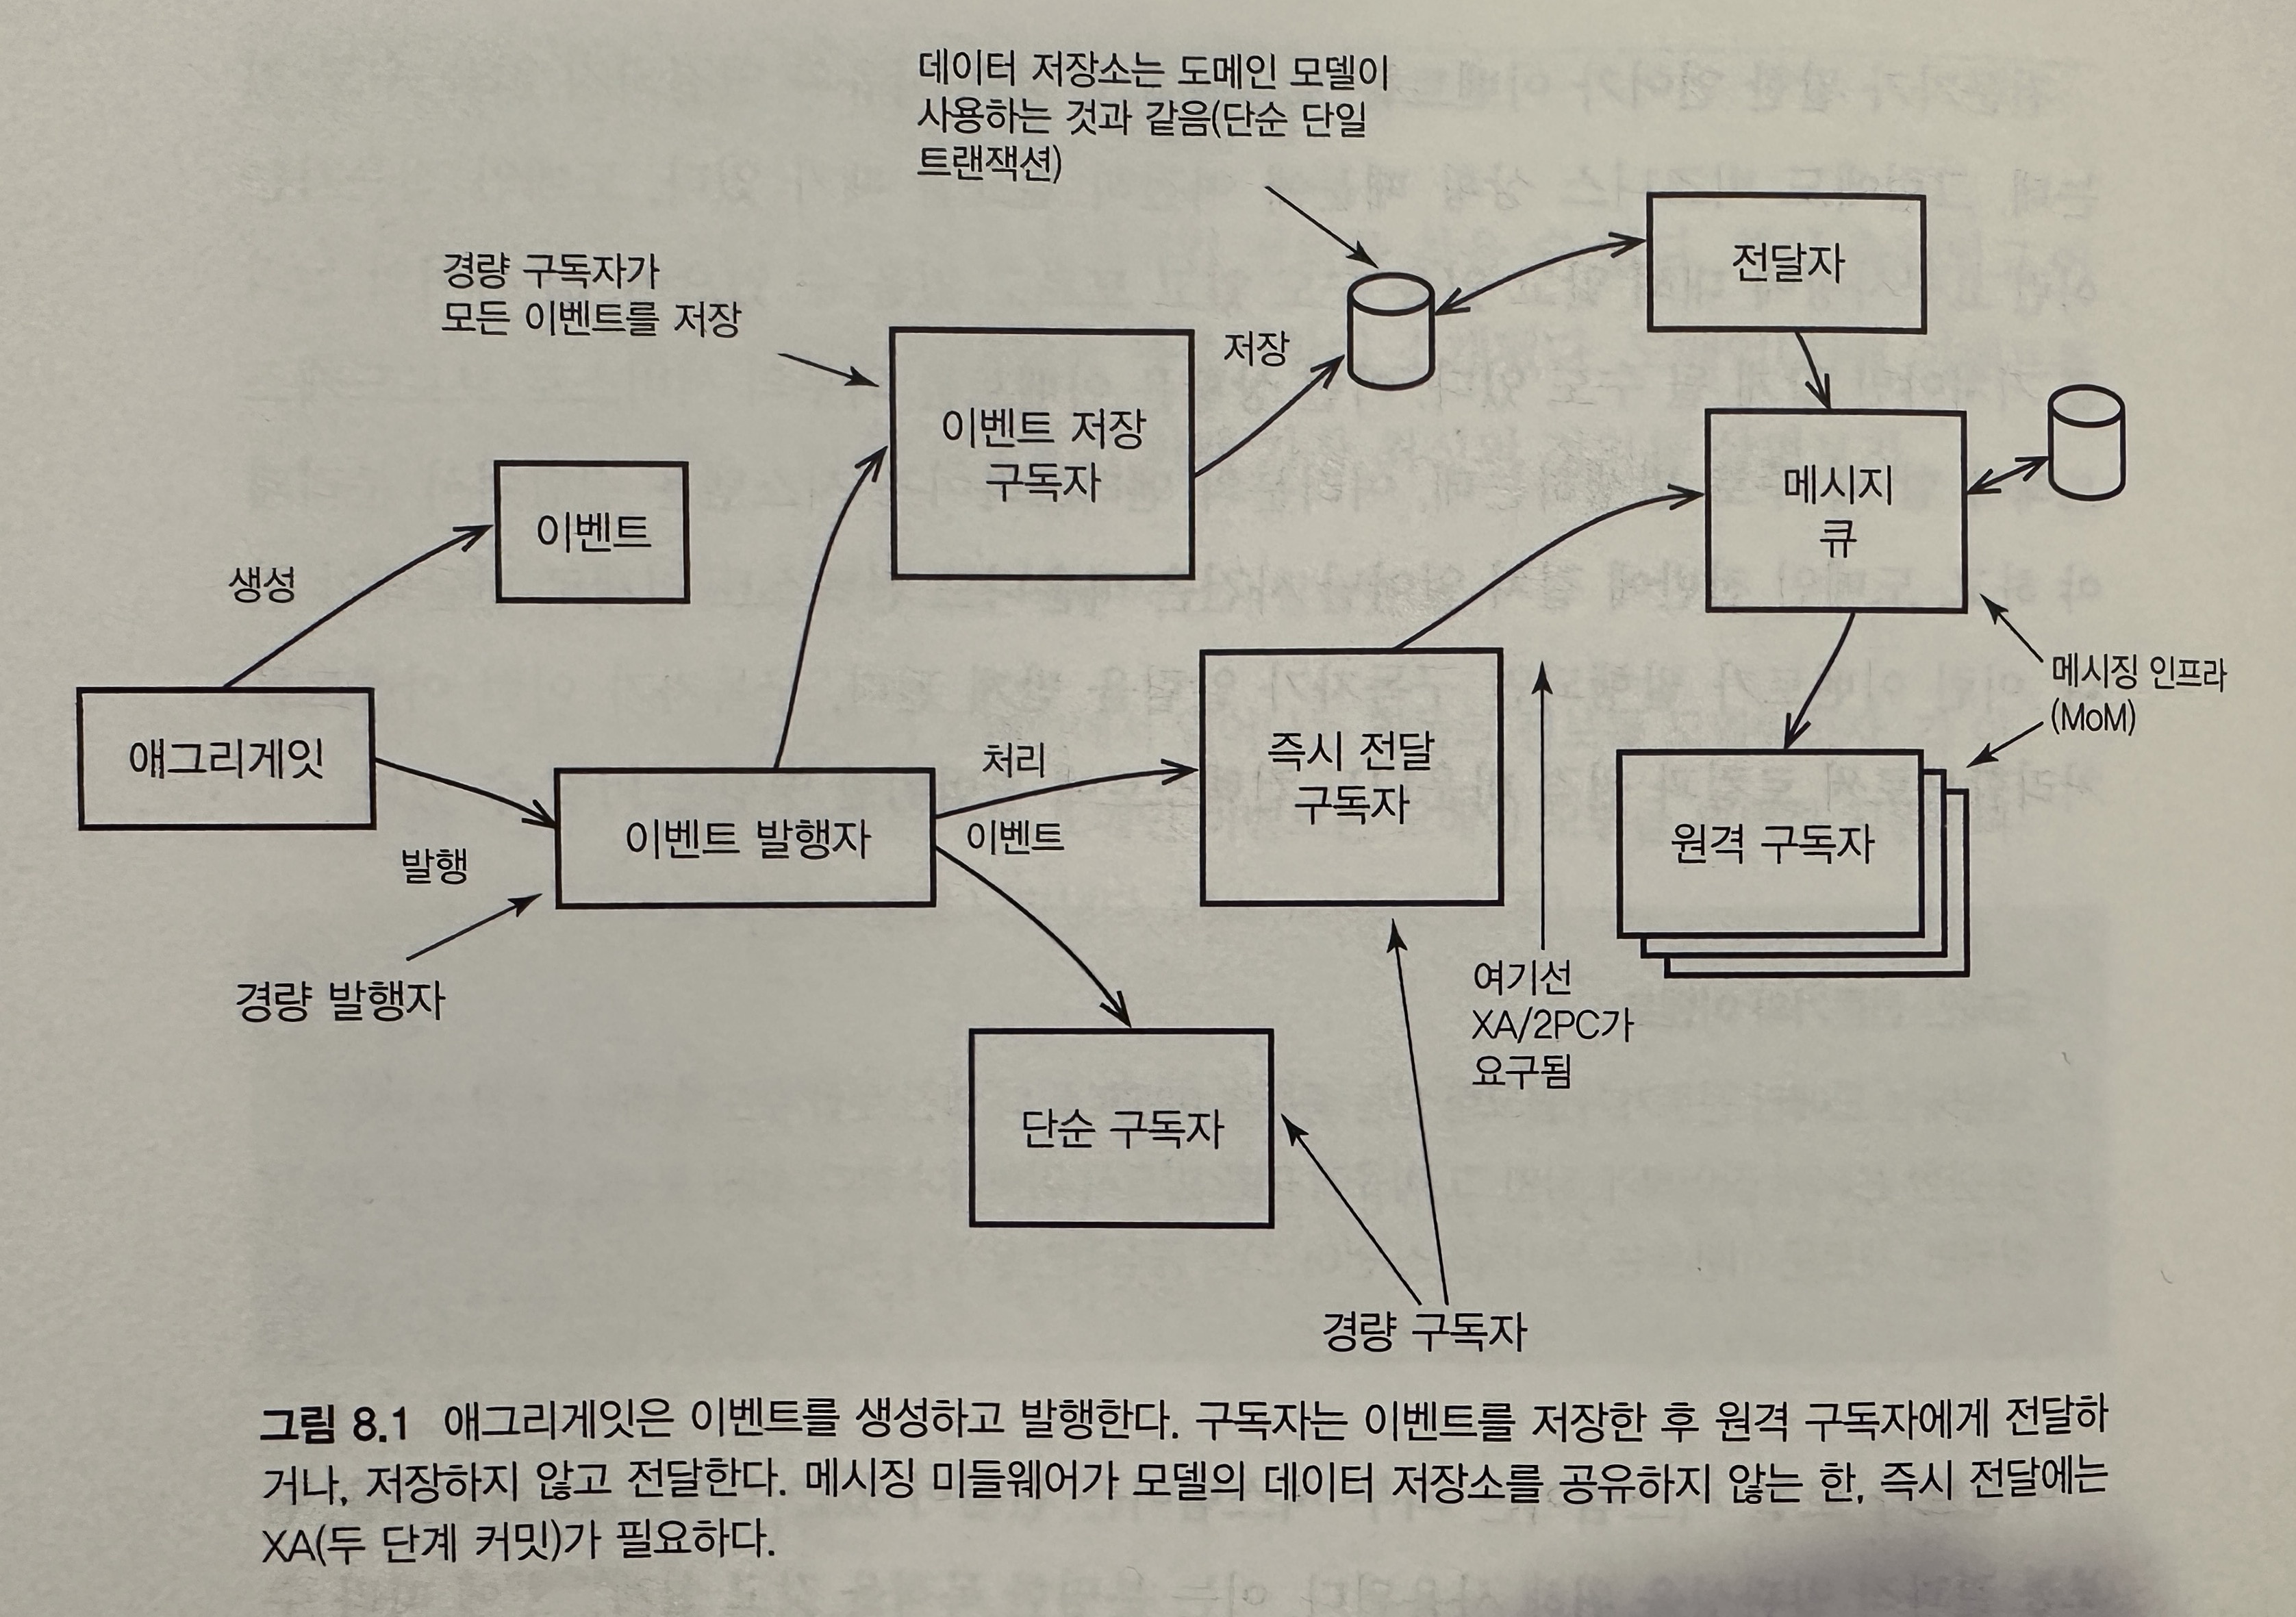 데이터 저장소는 도메인 모델이
사용하는 것과 같음(단순 단일
트랜잭션)
전달자
경량 구독자가
모든 이벤트를 저장
저장
이벤트 저장
구독자
메시지
큐
이벤트
생성
메시징 인프라
(MoM)
애그리게잇
즉시 전달
구독자
처리
이벤트
이벤트 발행자
원격 구독자
발행
경량 발행자
여기선
XA/2PC가
요구됨
단순 구독자
경량 구독자
그림 8.1 애그리게잇은 이벤트를 생성하고 발행한다. 구독자는 이벤트를 저장한 후 원격 구독자에게 전달하
거나, 저장하지 않고 전달한다. 메시징 미들웨어가 모델의 데이터 저장소를 공유하지 않는 한, 즉시 전달에는
XA(두 단계 커밋)가 필요하다.